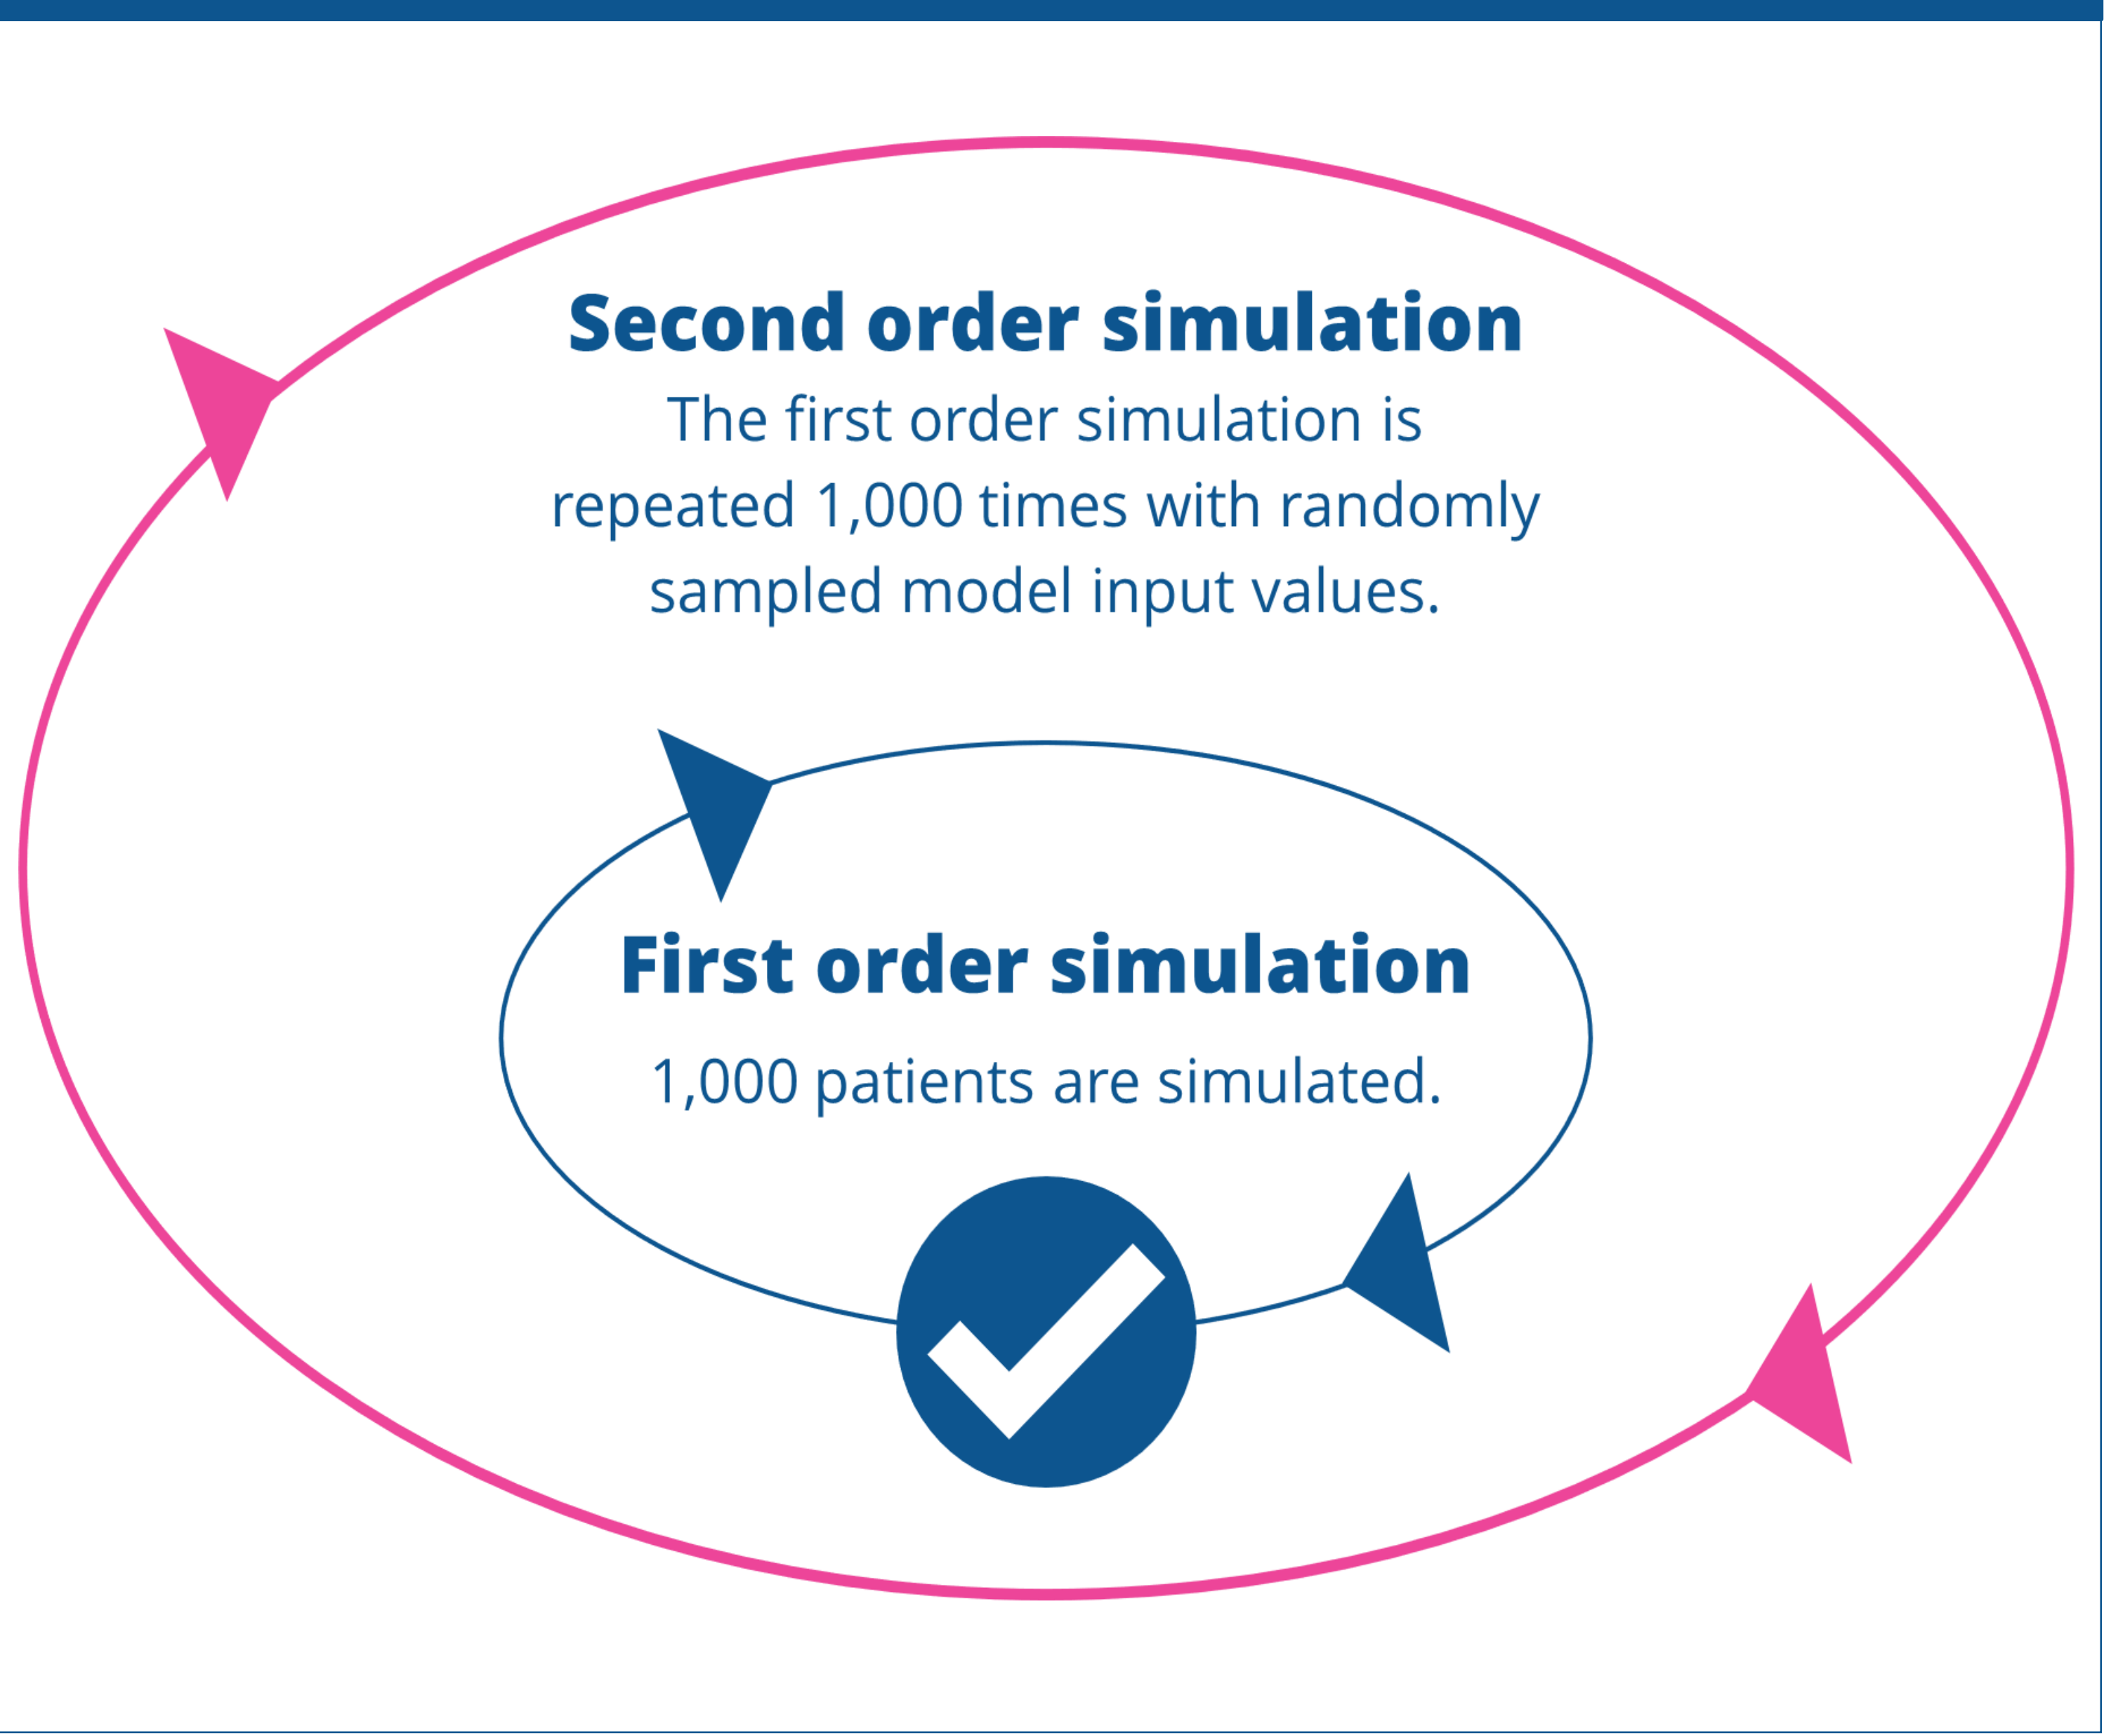 Second order simulation
The first order simulation is
repeated 1,000 times with randomly
sampled model input values.
First order simulation
1,000 patients are simulated.